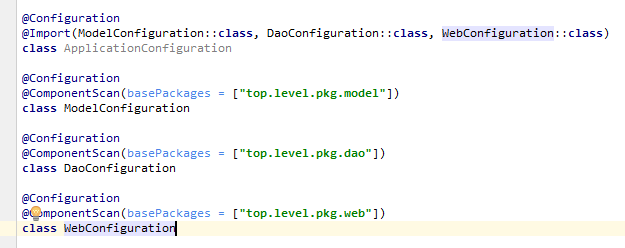 @Configuration
@Import(ModelConfiguration::class, DaoConfiguration::class, WebConfiguration::class)
class ApplicationConfiguration
@Configuration
@ComponentScan(basePackages = ["top.level.pkg.model"])
class ModelConfiguration
@Configuration
@ComponentScan(basePackages = ["top.level.pkg.dao"])
class DaoConfiguration
@Configuration
@ComponentScan(basePackages = ["top.level.pkg.web"])
class WebConfiguration